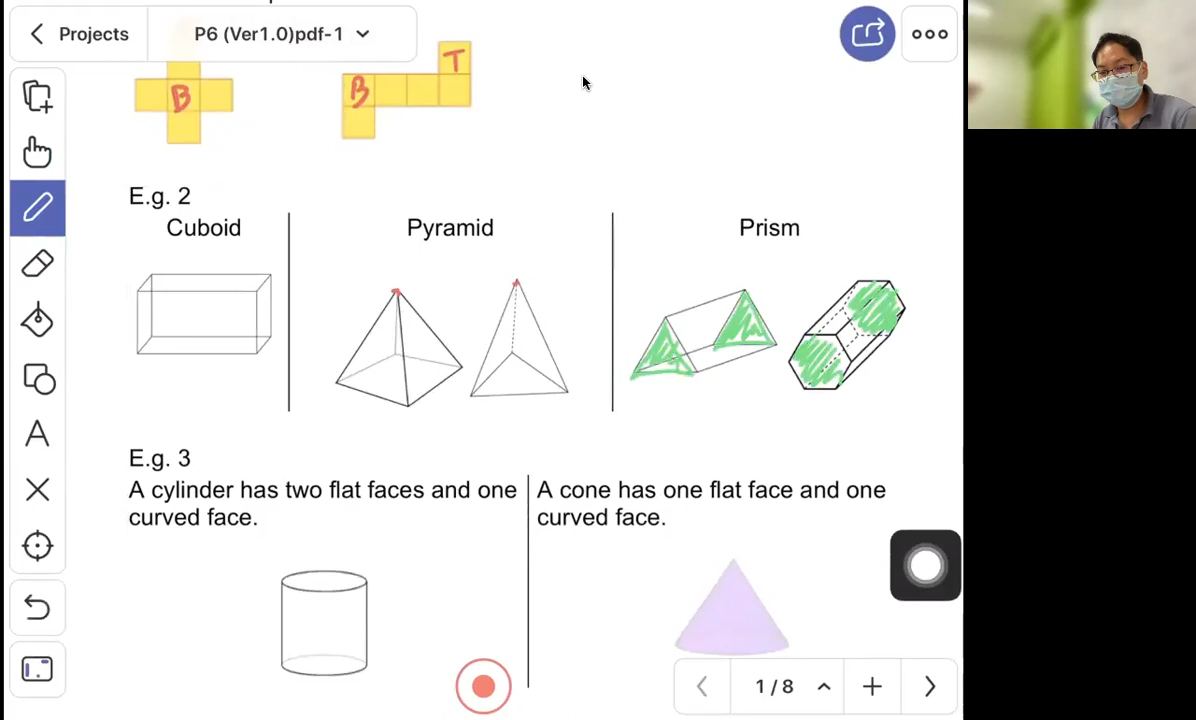 Projects
P6 (Ver1.0)pdf-1
B
B
T
E.g. 2
Cuboid
Pyramid
Prism
E.g. 3
A cylinder has two flat faces and one
curved face.
A cone has one flat face and one
curved face.
A
1 / 8